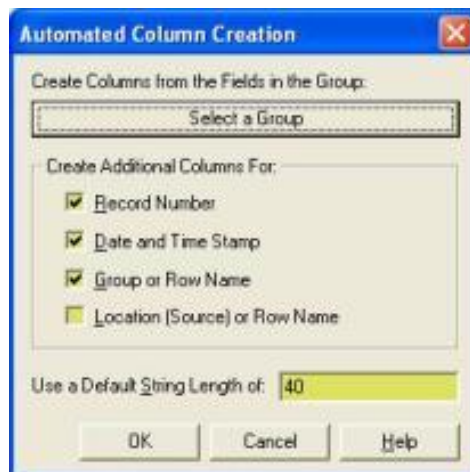 Automated Column Creation
Create Columns from the Fields in the Group:
Select a Group
Create Additional Columns For:
Record Number
Date and Time Stamp
Group or Row Name
Location (Source) or Row Name
Use a Default String Length of: 40
OK Cancel Help